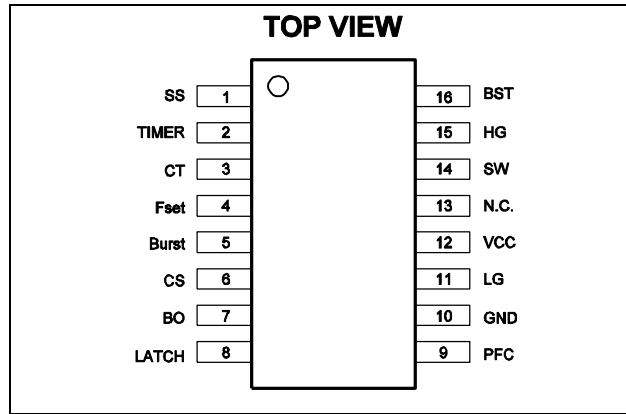 TOP VIEW
SS 1 16 BST
TIMER 2 15 HG
CT 3 14 SW
Fset 4 13 N.C.
Burst 5 12 VCC
CS 6 11 LG
BO 7 10 GND
LATCH 8 9 PFC